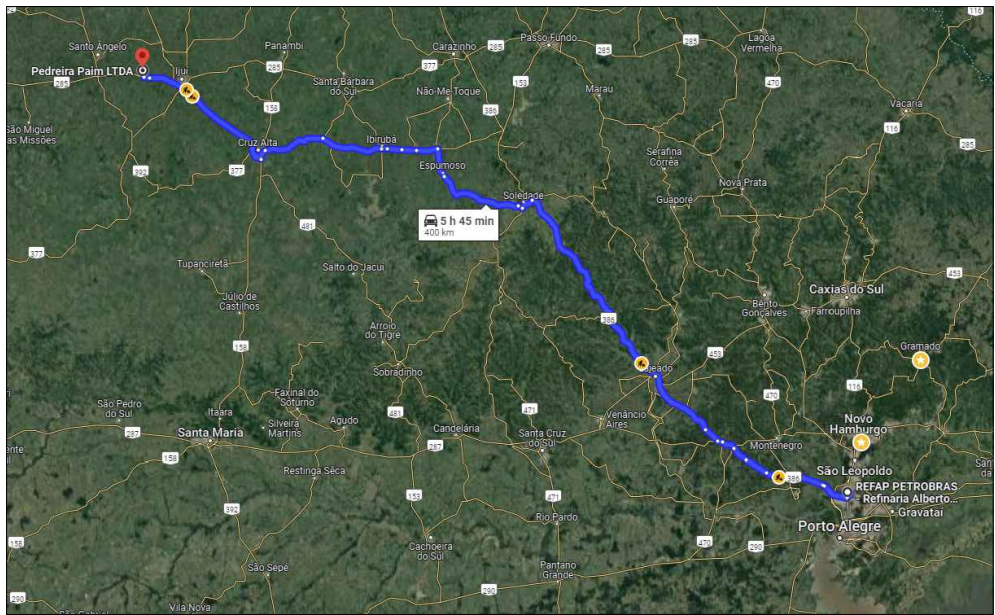 116
Santo Ângelo
Panambi
Carazinho
285
Passo Fundo
285
285
Lagoa
Vermelha
Pedreira Paim LTDA
285
Ijuí
377
Santa Bárbara
do Sul
Não-Me Toque
153
470
158
386
Marau
Vacaria
116
São Miguel
as Missões
Cruz Alta
Ibirubá
285
392
377
Espumoso
Serafina
Corrêa
Nova Prata
Soledade
Guaporé
5 h 45 min
400 km
481
377
Tupanciretã
Salto do Jacuí
453
Caxias do Sul
Júlio de
Castilhos
Bento
Gonçalves
Farroupilha
386
Arroio
do Tigre
158
453
Gramado
Sobradinho
116
470
Faxinal do
Soturno
São Pedro
do Sul
Itaara
481
471
Venâncio
Aires
Novo
Hamburgo
287
Santa Maria
Silveira
Martins
Agudo
Candelária
287
Santa Cruz
do Sul
Montenegro
158
Restinga Sêca
386
São Leopoldo
REFAP PETROBRAS
Refinaria Alberto...
153
471
392
Gravataí
Rio Pardo
Porto Alegre
158
Cachoeira
do Sul
470
290
São Sepé
Pantano
Grande
290
290
Vila Nova